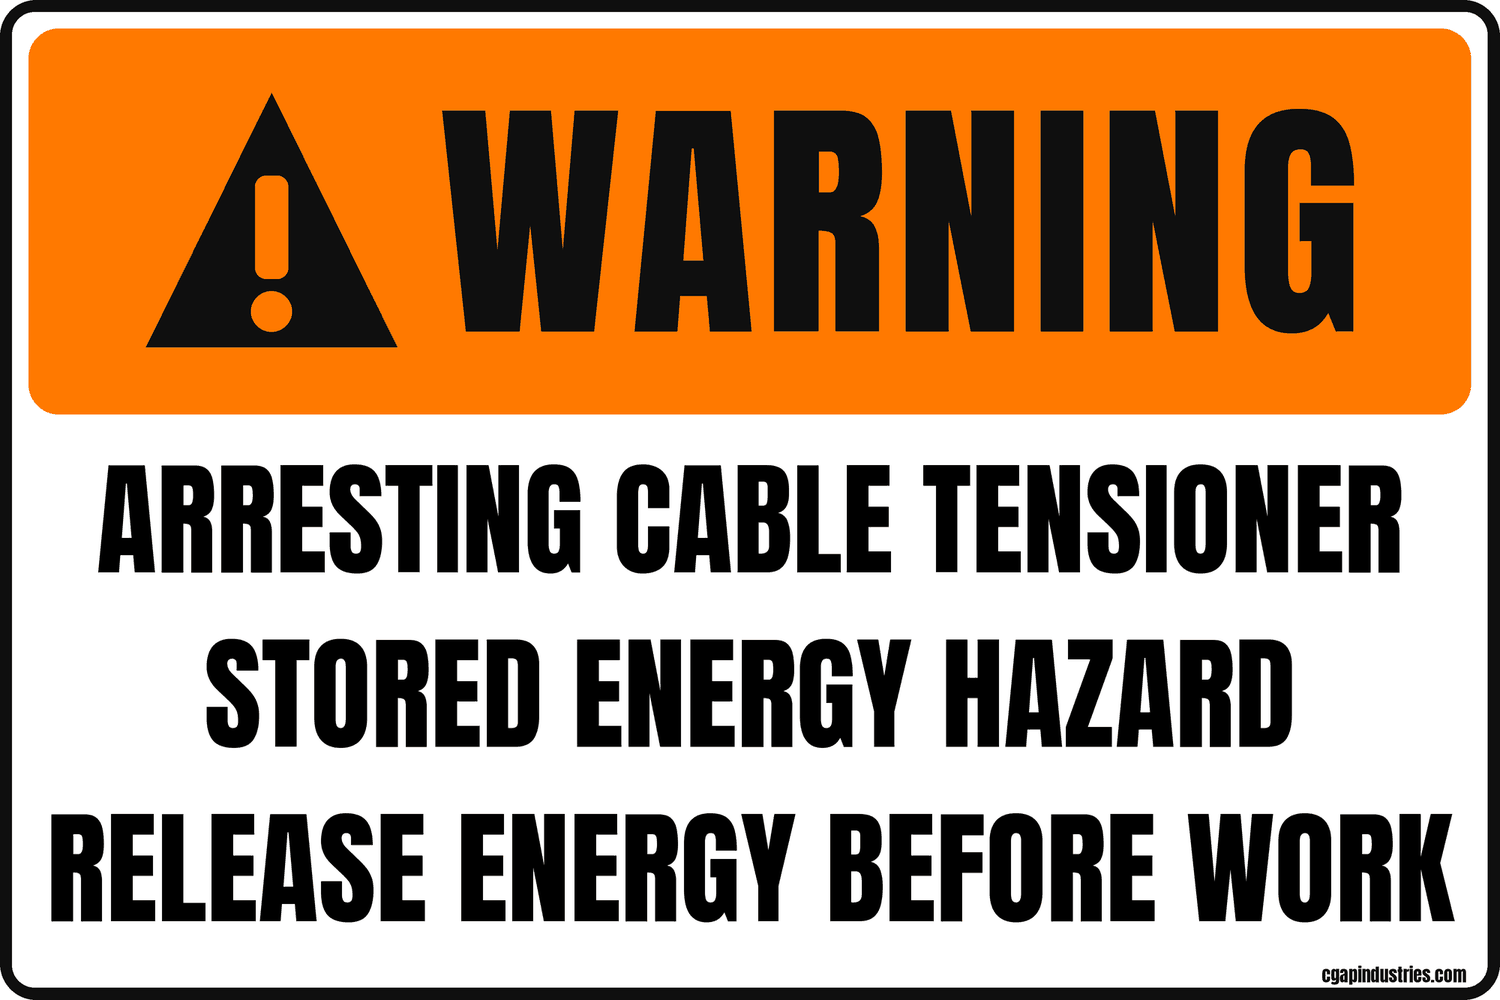 WARNING
ARRESTING CABLE TENSIONER
STORED ENERGY HAZARD
RELEASE ENERGY BEFORE WORK
cgapindustries.com